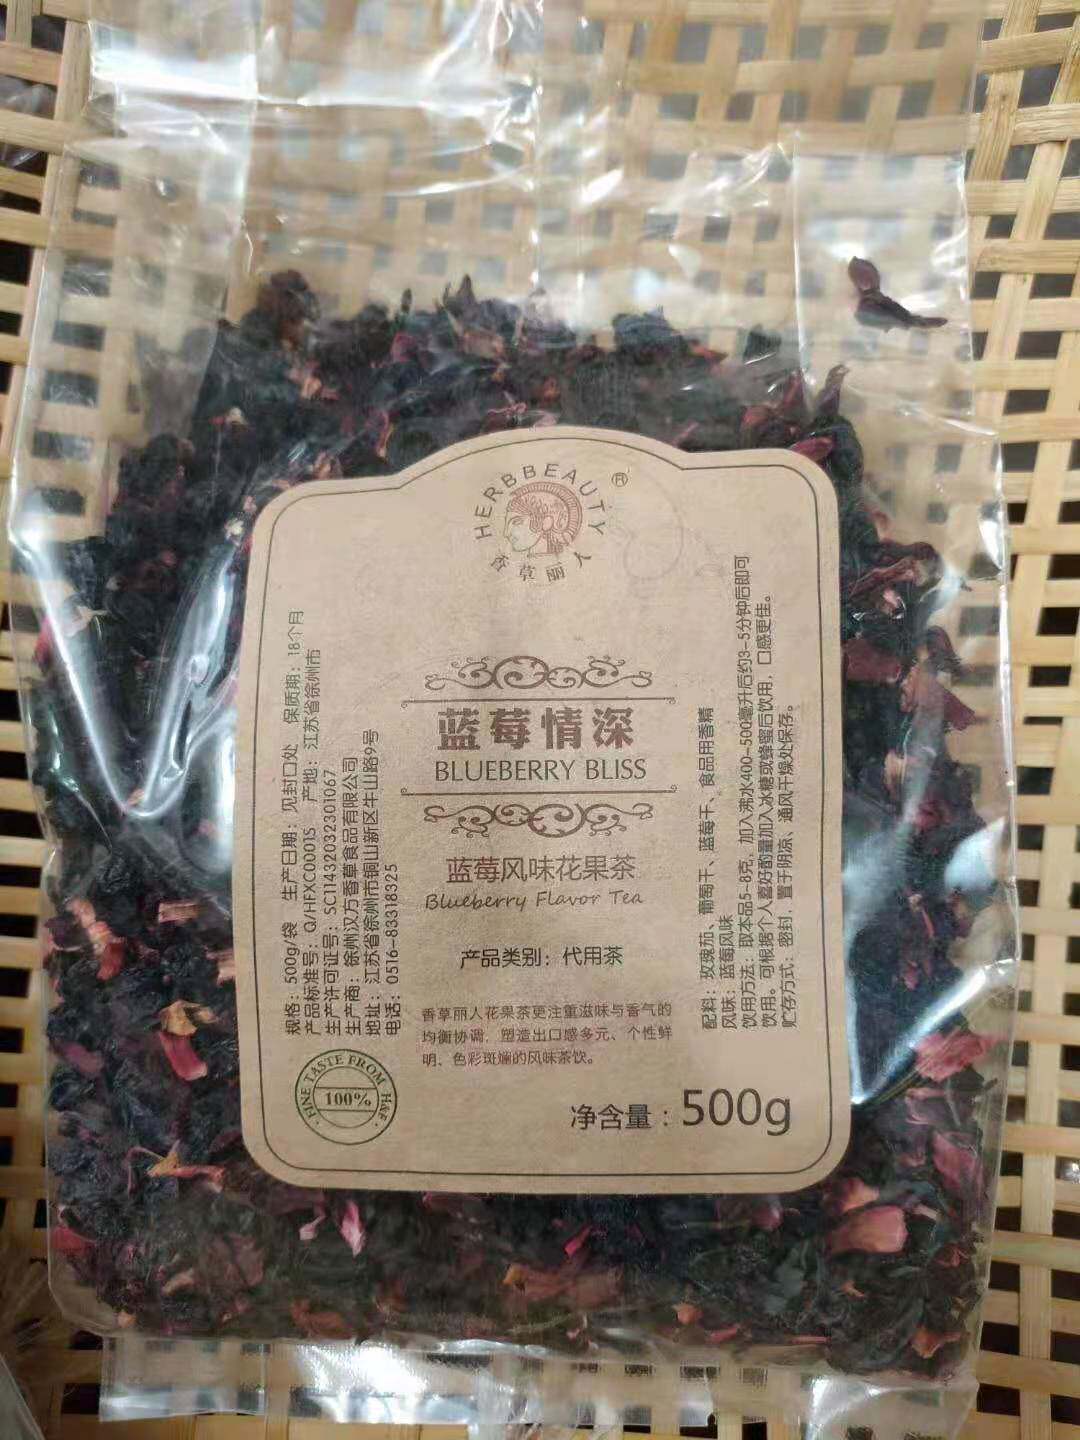 HERBBEAUTY®
香草丽人
蓝莓情深
BLUEBERRY BLISS
蓝莓风味花果茶
Blueberry Flavor Tea
产品类别：代用茶
香草丽人花果茶更注重滋味与香气的
均衡协调，塑造出口感多元、个性鲜
明、色彩斑斓的风味茶饮。
净含量：500g
规格：500g/袋 生产日期：见封口处 保质期：18个月
产品标准号：Q/HFXC0001S 产地：江苏省徐州市
生产许可证号：SC11432032301067
生产商：徐州汉方香草食品有限公司
地址：江苏省徐州市铜山新区牛山路9号
电话：0516-83318325
FINE TASTE FROM H&F
100%
配料：玫瑰茄、葡萄干、蓝莓干、食品用香精
风味：蓝莓风味
饮用方法：取本品5-8克，加入沸水400-500毫升后约3-5分钟后即可
饮用。可根据个人喜好酌量加入冰糖或蜂蜜后饮用，口感更佳。
贮存方式：密封，置于阴凉、通风干燥处保存。